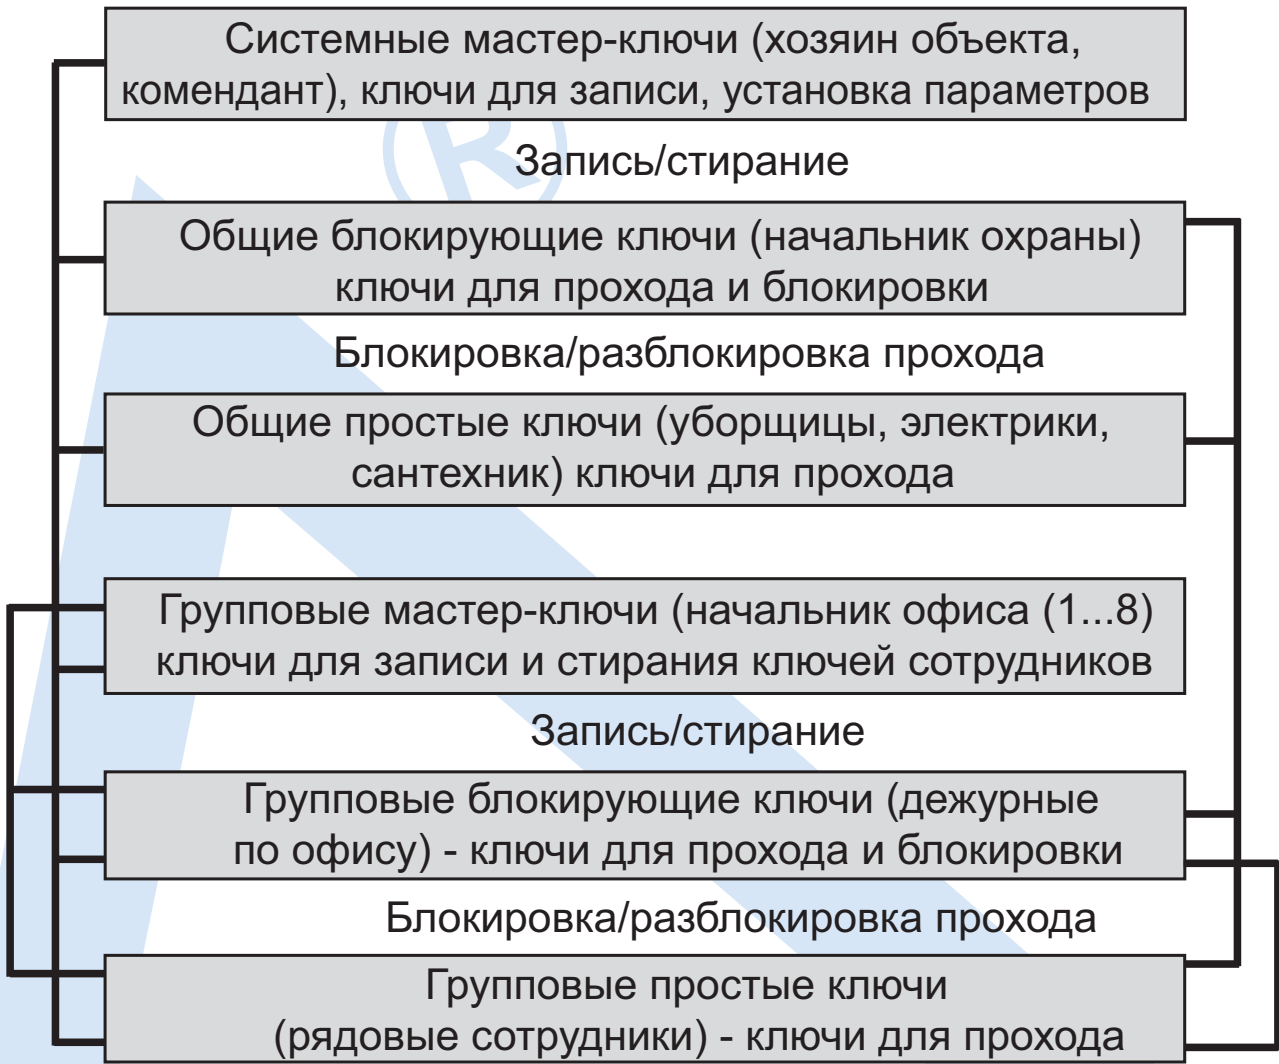 Системные мастер-ключи (хозяин объекта,
комендант), ключи для записи, установка параметров
®
Запись/стирание
Общие блокирующие ключи (начальник охраны)
ключи для прохода и блокировки
Блокировка/разблокировка прохода
Общие простые ключи (уборщицы, электрики,
сантехник) ключи для прохода
Групповые мастер-ключи (начальник офиса (1...8)
ключи для записи и стирания ключей сотрудников
Запись/стирание
Групповые блокирующие ключи (дежурные
по офису) - ключи для прохода и блокировки
Блокировка/разблокировка прохода
Групповые простые ключи
(рядовые сотрудники) - ключи для прохода